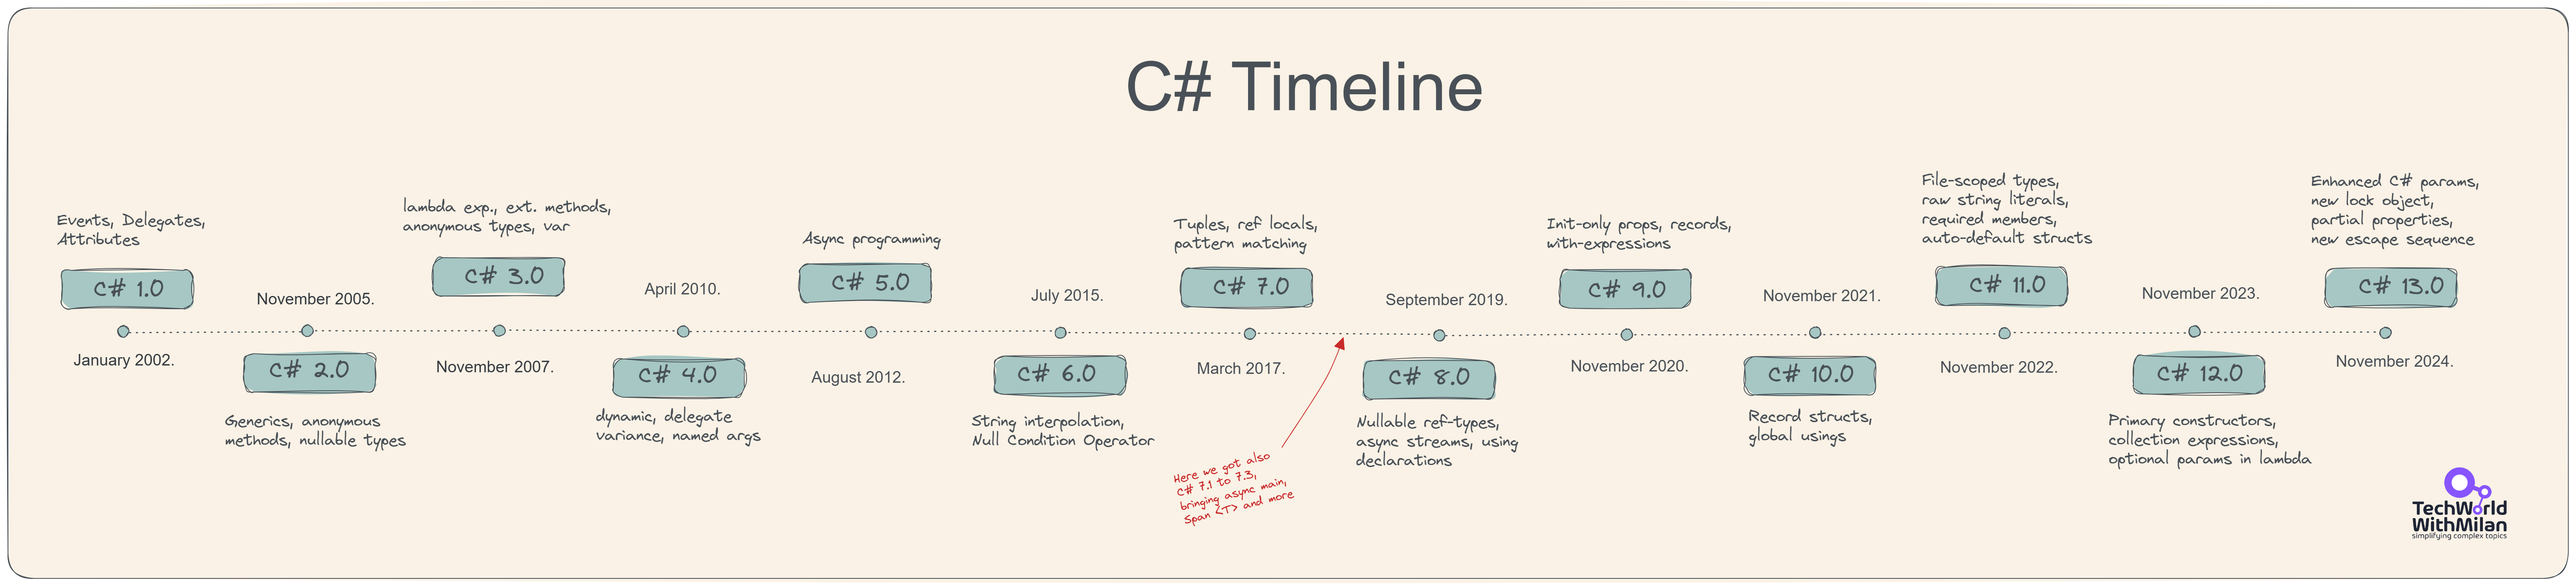 C# Timeline
Events, Delegates,
Attributes
C# 1.0
January 2002.
November 2005.
C# 2.0
Generics, anonymous
methods, nullable types
lambda exp., ext. methods,
anonymous types, var
C# 3.0
November 2007.
April 2010.
C# 4.0
dynamic, delegate
variance, named args
Async programming
C# 5.0
August 2012.
July 2015.
C# 6.0
String interpolation,
Null Condition Operator
Tuples, ref locals,
pattern matching
C# 7.0
March 2017.
Here we got also
C# 7.1 to 7.3,
bringing async main,
Span <T> and more
September 2019.
C# 8.0
Nullable ref-types,
async streams, using
declarations
Init-only props, records,
with-expressions
C# 9.0
November 2020.
November 2021.
C# 10.0
Record structs,
global usings
File-scoped types,
raw string literals,
required members,
auto-default structs
C# 11.0
November 2022.
November 2023.
C# 12.0
Primary constructors,
collection expressions,
optional params in lambda
Enhanced C# params,
new lock object,
partial properties,
new escape sequence
C# 13.0
November 2024.
TechWorld
WithMilan
simplifying complex topics